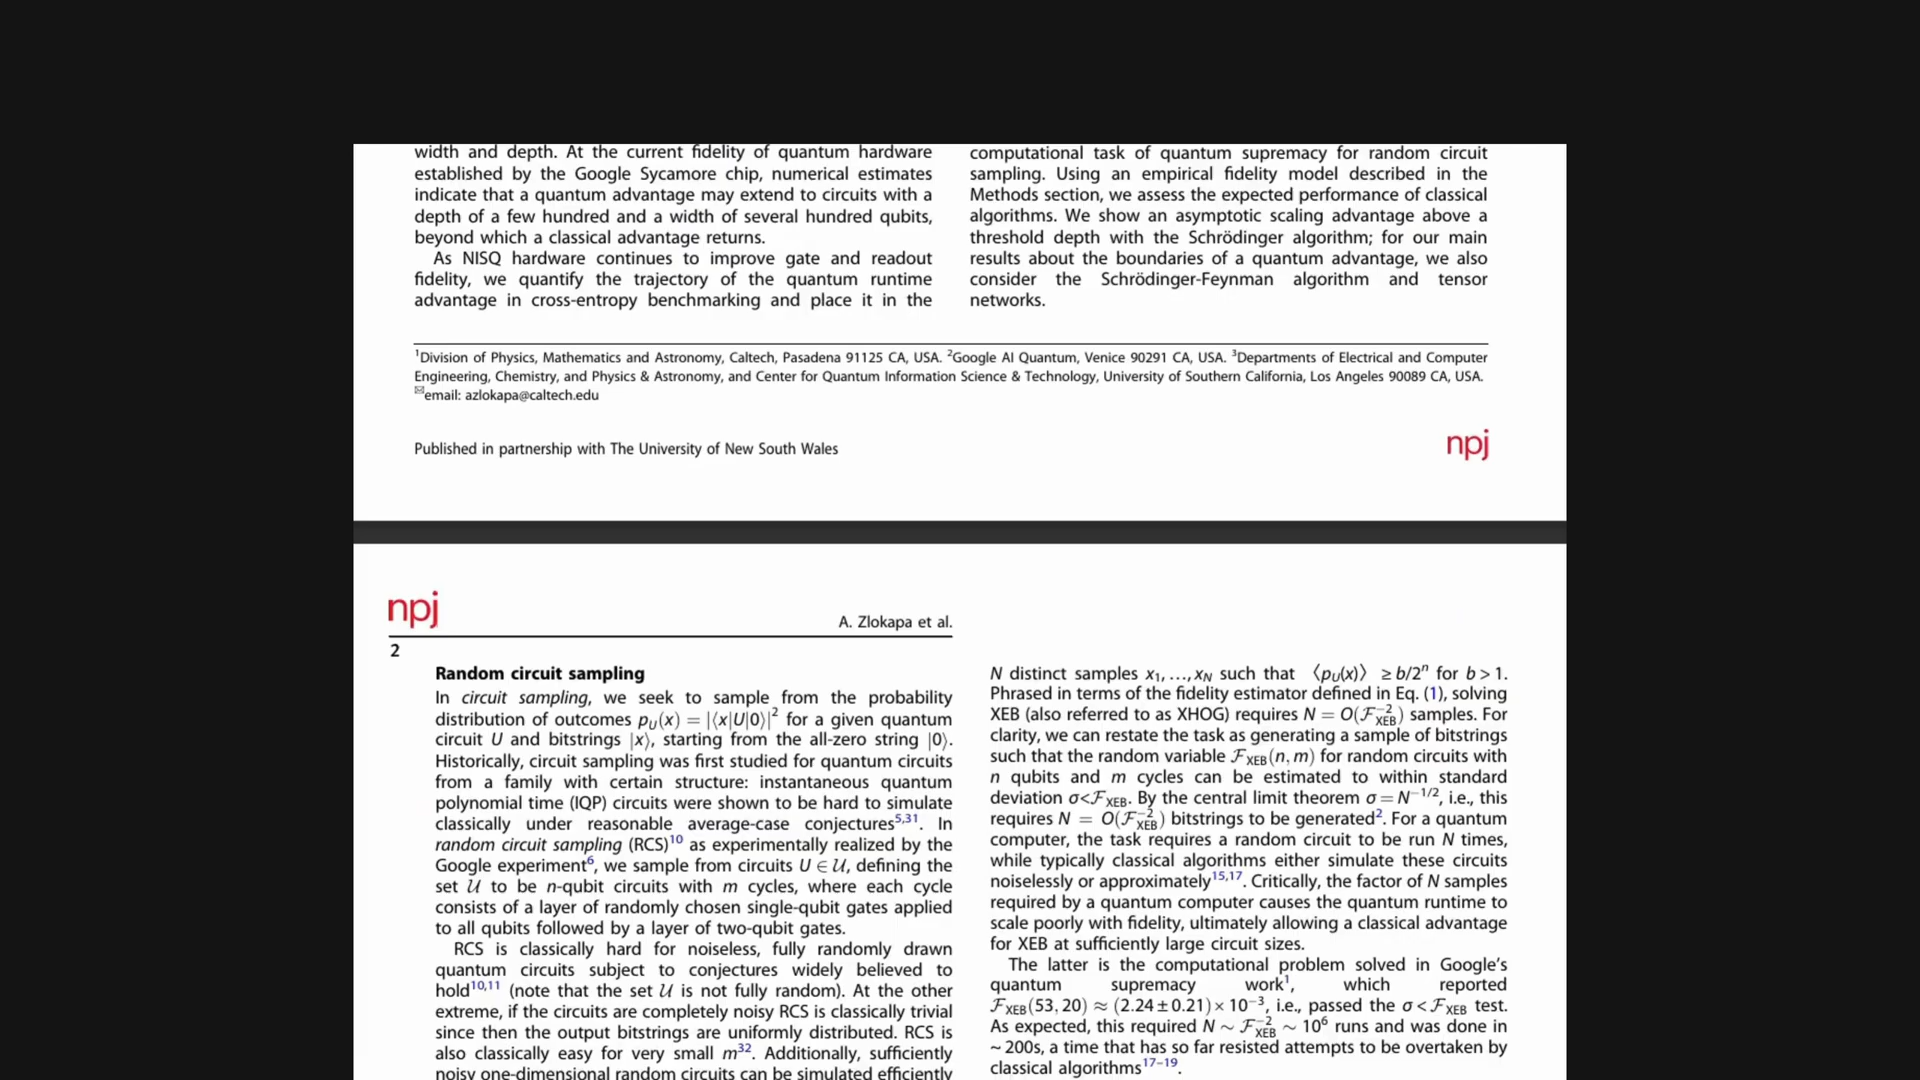 width and depth. At the current fidelity of quantum hardware
established by the Google Sycamore chip, numerical estimates
indicate that a quantum advantage may extend to circuits with a
depth of a few hundred and a width of several hundred qubits,
beyond which a classical advantage returns.
As NISQ hardware continues to improve gate and readout
fidelity, we quantify the trajectory of the quantum runtime
advantage in cross-entropy benchmarking and place it in the
computational task of quantum supremacy for random circuit
sampling. Using an empirical fidelity model described in the
Methods section, we assess the expected performance of classical
algorithms. We show an asymptotic scaling advantage above a
threshold depth with the Schrödinger algorithm; for our main
results about the boundaries of a quantum advantage, we also
consider the Schrödinger-Feynman algorithm and tensor
networks.
¹Division of Physics, Mathematics and Astronomy, Caltech, Pasadena 91125 CA, USA. ²Google AI Quantum, Venice 90291 CA, USA. ³Departments of Electrical and Computer
Engineering, Chemistry, and Physics & Astronomy, and Center for Quantum Information Science & Technology, University of Southern California, Los Angeles 90089 CA, USA.
✉email: azlokapa@caltech.edu
Published in partnership with The University of New South Wales
npj
npj
A. Zlokapa et al.
2
Random circuit sampling
In circuit sampling, we seek to sample from the probability
distribution of outcomes p_U(x) = |⟨x|U|0⟩|² for a given quantum
circuit U and bitstrings |x⟩, starting from the all-zero string |0⟩.
Historically, circuit sampling was first studied for quantum circuits
from a family with certain structure: instantaneous quantum
polynomial time (IQP) circuits were shown to be hard to simulate
classically under reasonable average-case conjectures⁵,³¹. In
random circuit sampling (RCS)¹⁰ as experimentally realized by the
Google experiment⁶, we sample from circuits U ∈ 𝒰, defining the
set 𝒰 to be n-qubit circuits with m cycles, where each cycle
consists of a layer of randomly chosen single-qubit gates applied
to all qubits followed by a layer of two-qubit gates.
RCS is classically hard for noiseless, fully randomly drawn
quantum circuits subject to conjectures widely believed to
hold¹⁰,¹¹ (note that the set 𝒰 is not fully random). At the other
extreme, if the circuits are completely noisy RCS is classically trivial
since then the output bitstrings are uniformly distributed. RCS is
also classically easy for very small m³². Additionally, sufficiently
noisy one-dimensional random circuits can be simulated efficiently
N distinct samples x₁, …, x_N such that ⟨p_U(x)⟩ ≥ b/2ⁿ for b > 1.
Phrased in terms of the fidelity estimator defined in Eq. (1), solving
XEB (also referred to as XHOG) requires N = O(ℱ_XEB⁻²) samples. For
clarity, we can restate the task as generating a sample of bitstrings
such that the random variable ℱ_XEB(n, m) for random circuits with
n qubits and m cycles can be estimated to within standard
deviation σ<ℱ_XEB. By the central limit theorem σ = N⁻¹/², i.e., this
requires N = O(ℱ_XEB⁻²) bitstrings to be generated². For a quantum
computer, the task requires a random circuit to be run N times,
while typically classical algorithms either simulate these circuits
noiselessly or approximately¹⁵,¹⁷. Critically, the factor of N samples
required by a quantum computer causes the quantum runtime to
scale poorly with fidelity, ultimately allowing a classical advantage
for XEB at sufficiently large circuit sizes.
The latter is the computational problem solved in Google's
quantum supremacy work¹, which reported
ℱ_XEB(53, 20) ≈ (2.24 ± 0.21) × 10⁻³, i.e., passed the σ < ℱ_XEB test.
As expected, this required N ~ ℱ_XEB⁻² ~ 10⁶ runs and was done in
~ 200s, a time that has so far resisted attempts to be overtaken by
classical algorithms¹⁷⁻¹⁹.